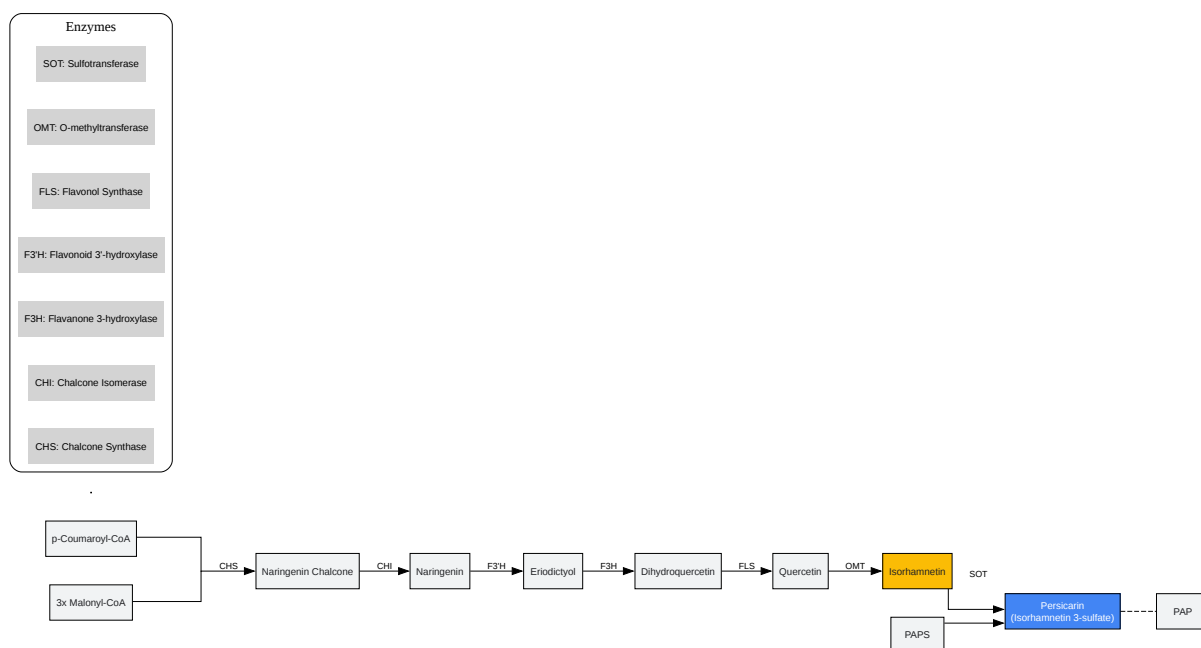 Enzymes
SOT: Sulfotransferase
OMT: O-methyltransferase
FLS: Flavonol Synthase
F3'H: Flavonoid 3'-hydroxylase
F3H: Flavanone 3-hydroxylase
CHI: Chalcone Isomerase
CHS: Chalcone Synthase
.
p-Coumaroyl-CoA
3x Malonyl-CoA
CHS
Naringenin Chalcone
CHI
Naringenin
F3'H
Eriodictyol
F3H
Dihydroquercetin
FLS
Quercetin
OMT
Isorhamnetin
SOT
PAPS
Persicarin
(Isorhamnetin 3-sulfate)
PAP